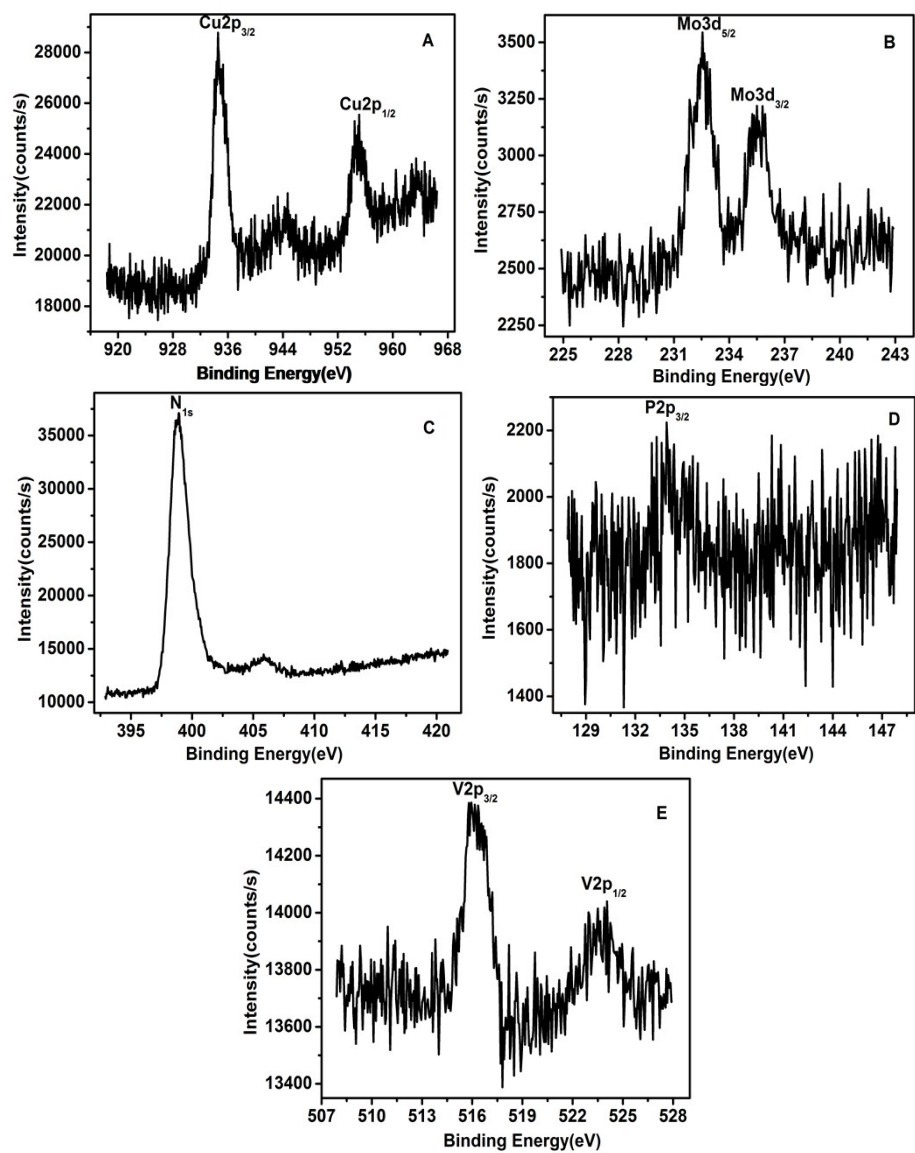 Cu2p3/2
A
Cu2p1/2
Intensity(counts/s)
28000
26000
24000
22000
20000
18000
920 928 936 944 952 960 968
Binding Energy(eV)
Mo3d5/2
B
Mo3d3/2
Intensity(counts/s)
3500
3250
3000
2750
2500
2250
225 228 231 234 237 240 243
Binding Energy(eV)
N1s
C
Intensity(counts/s)
35000
30000
25000
20000
15000
10000
395 400 405 410 415 420
Binding Energy(eV)
P2p3/2
D
Intensity(counts/s)
2200
2000
1800
1600
1400
129 132 135 138 141 144 147
Binding Energy(eV)
V2p3/2
E
V2p1/2
Intensity(counts/s)
14400
14200
14000
13800
13600
13400
507 510 513 516 519 522 525 528
Binding Energy(eV)